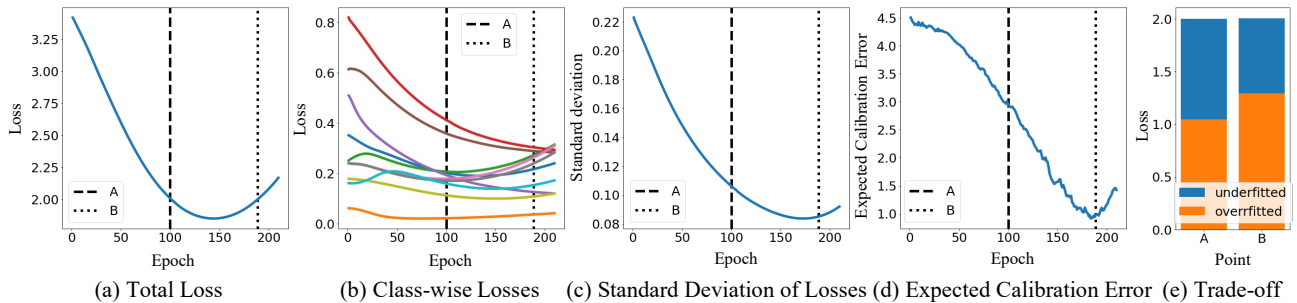 3.25
3.00
2.75
2.50
2.25
2.00
Loss
A
B
0
50
100
150
200
Epoch
(a) Total Loss
0.8
0.6
0.4
0.2
0.0
Loss
A
B
0
50
100
150
200
Epoch
(b) Class-wise Losses
0.22
0.20
0.18
0.16
0.14
0.12
0.10
0.08
Standard deviation
A
B
0
50
100
150
200
Epoch
(c) Standard Deviation of Losses
4.5
4.0
3.5
3.0
2.5
2.0
1.5
1.0
Expected Calibration Error
A
B
0
50
100
150
200
Epoch
(d) Expected Calibration Error
2.0
1.5
1.0
0.5
0.0
Loss
underfitted
overrfitted
A
B
Point
(e) Trade-off